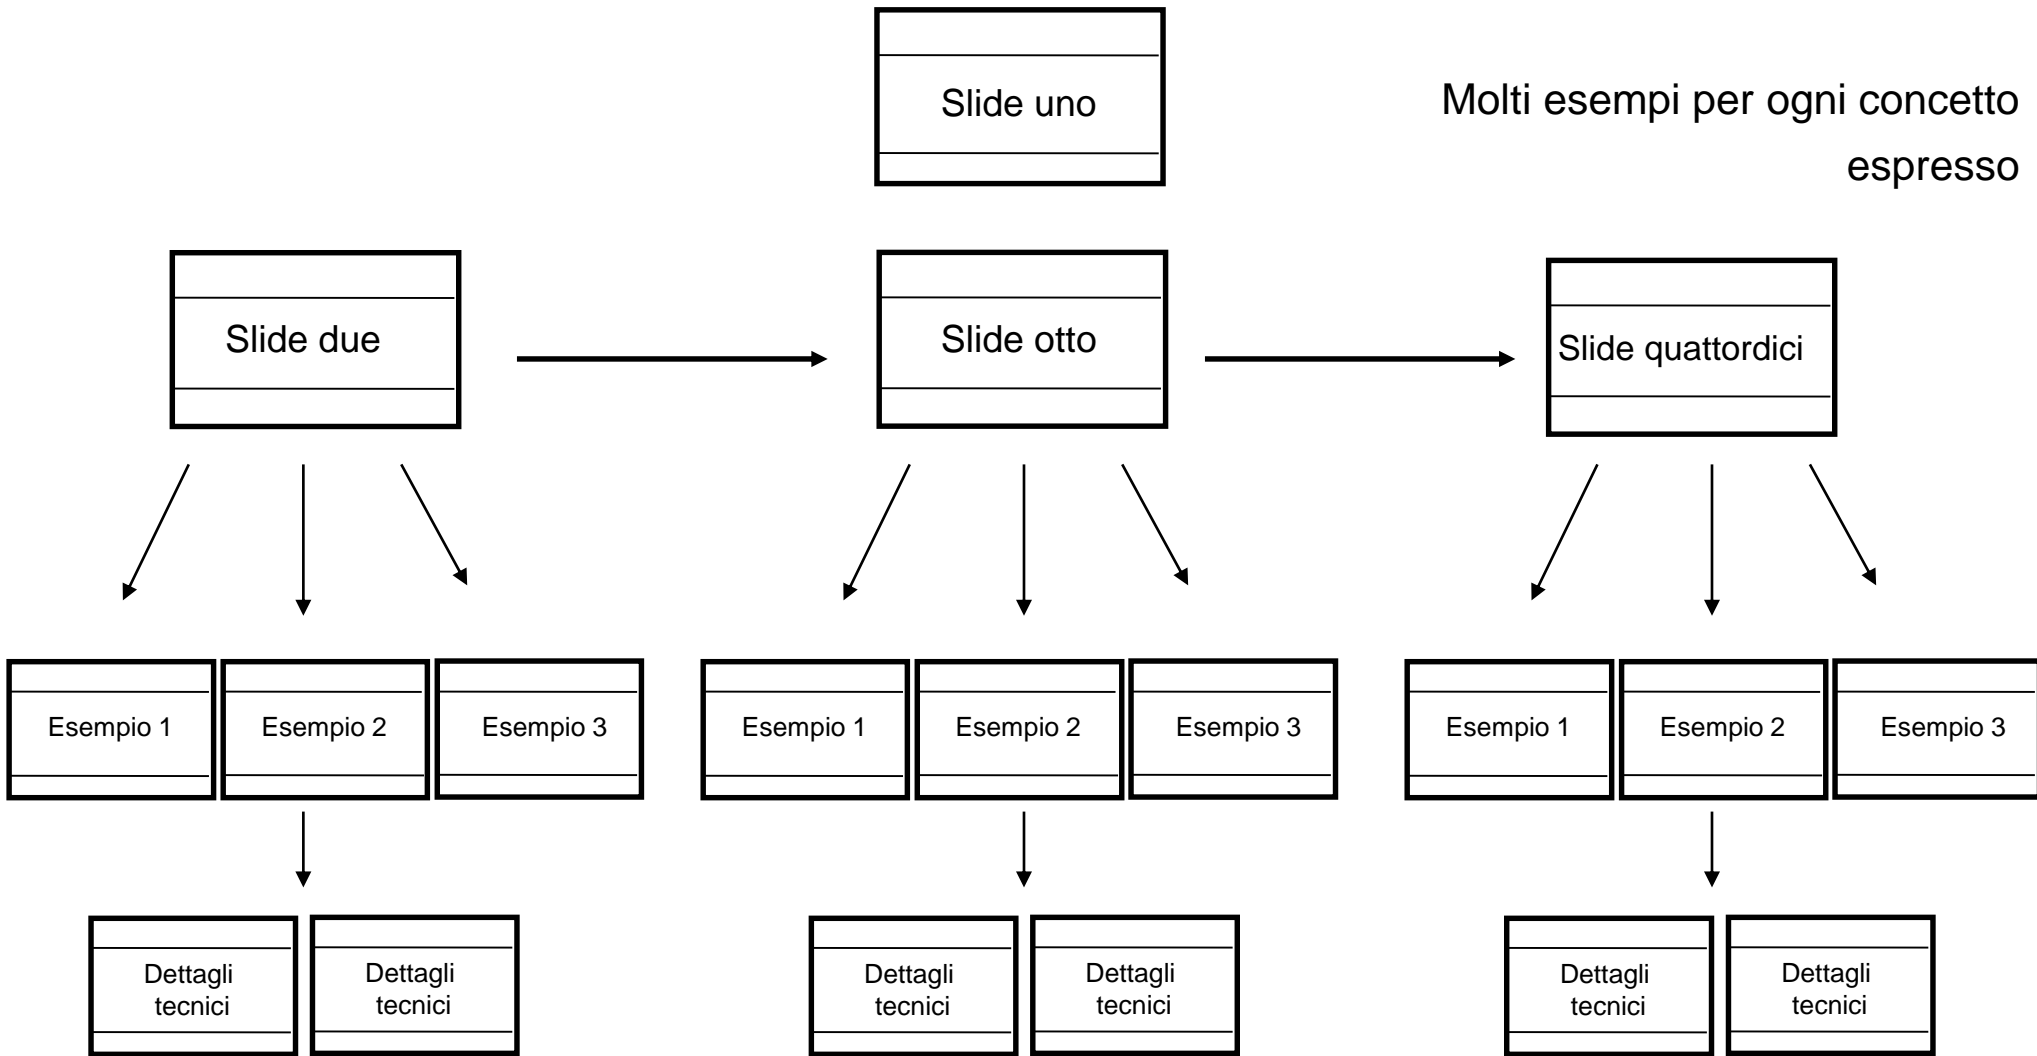 Slide uno
Molti esempi per ogni concetto
espresso
Slide due
Slide otto
Slide quattordici
Esempio 1
Esempio 2
Esempio 3
Esempio 1
Esempio 2
Esempio 3
Esempio 1
Esempio 2
Esempio 3
Dettagli
tecnici
Dettagli
tecnici
Dettagli
tecnici
Dettagli
tecnici
Dettagli
tecnici
Dettagli
tecnici